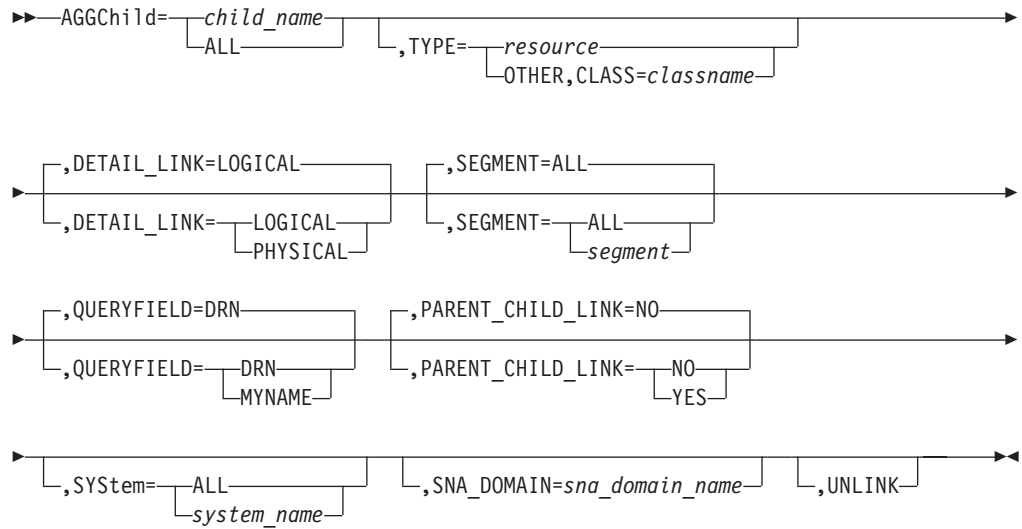 AGGChild= child_name ,TYPE= resource
ALL OTHER,CLASS=classname
,DETAIL_LINK=LOGICAL ,SEGMENT=ALL
,DETAIL_LINK= LOGICAL ,SEGMENT= ALL
PHYSICAL segment
,QUERYFIELD=DRN ,PARENT_CHILD_LINK=NO
,QUERYFIELD= DRN ,PARENT_CHILD_LINK= NO
MYNAME YES
,SYStem= ALL ,SNA_DOMAIN=sna_domain_name ,UNLINK
system_name